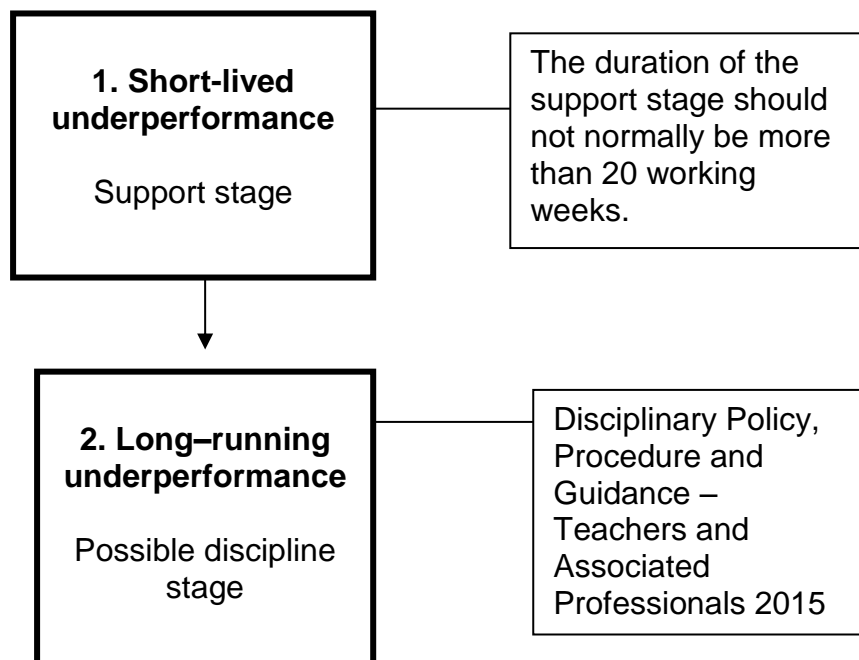 1. Short-lived
underperformance
Support stage
The duration of the
support stage should
not normally be more
than 20 working
weeks.
2. Long–running
underperformance
Possible discipline
stage
Disciplinary Policy,
Procedure and
Guidance –
Teachers and
Associated
Professionals 2015